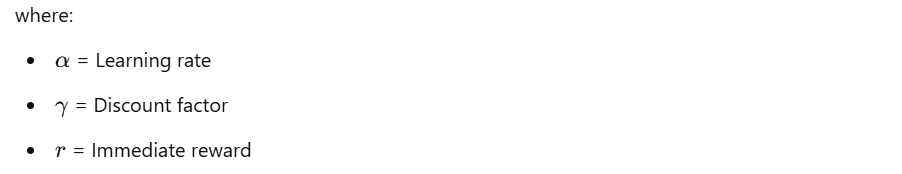 where:
• α = Learning rate
• γ = Discount factor
• r = Immediate reward